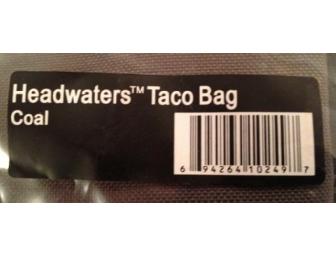 Headwaters™ Taco Bag
Coal
6 94264 10249 7